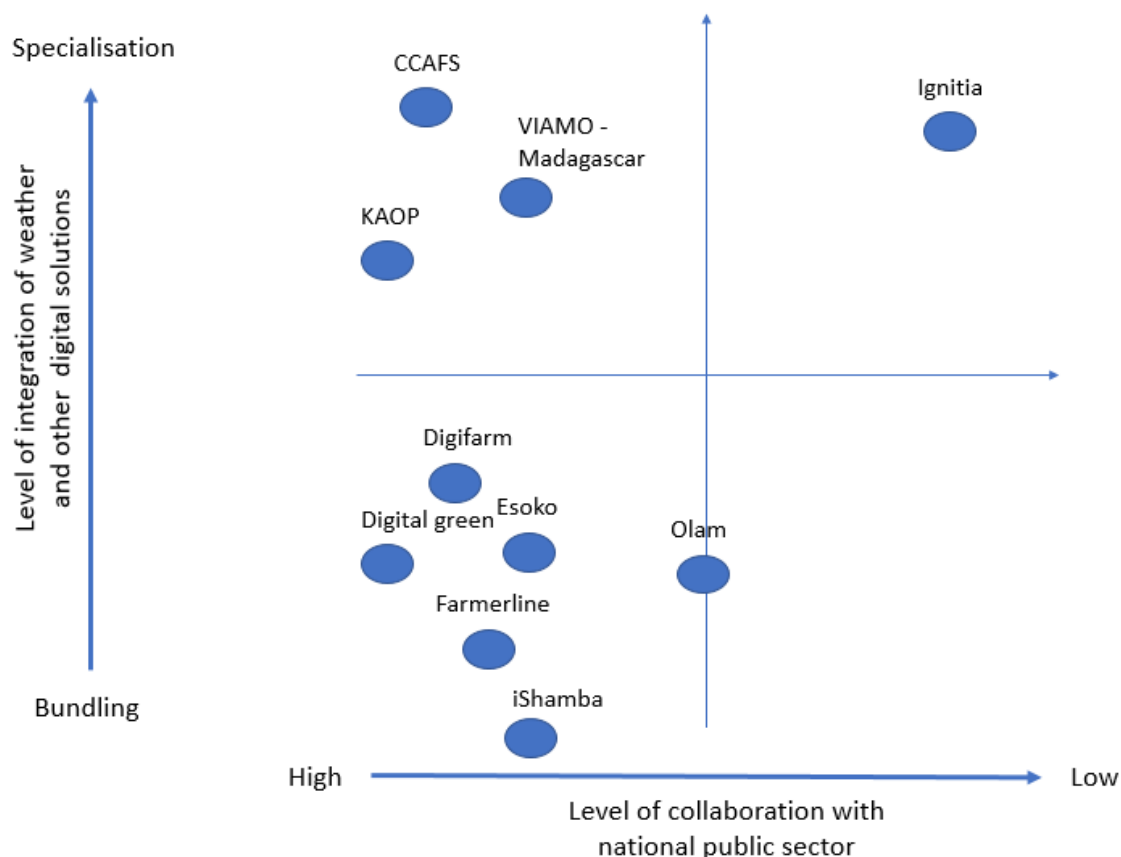 Specialisation
CCAFS
Ignitia
VIAMO -
Madagascar
KAOP
Level of integration of weather
and other  digital solutions
Digifarm
Esoko
Digital green
Olam
Farmerline
iShamba
Bundling
High
Low
Level of collaboration with
national public sector